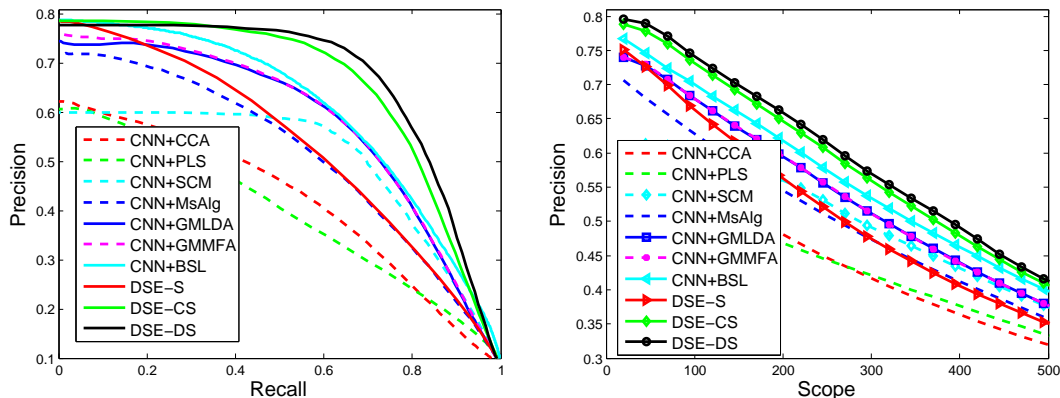 0.8
0.7
0.6
0.5
0.4
0.3
0.2
0.1
Precision
CNN+CCA
CNN+PLS
CNN+SCM
CNN+MsAlg
CNN+GMLDA
CNN+GMMFA
CNN+BSL
DSE−S
DSE−CS
DSE−DS
0 0.2 0.4 0.6 0.8 1
Recall
0.8
0.75
0.7
0.65
0.6
0.55
0.5
0.45
0.4
0.35
0.3
Precision
CNN+CCA
CNN+PLS
CNN+SCM
CNN+MsAlg
CNN+GMLDA
CNN+GMMFA
CNN+BSL
DSE−S
DSE−CS
DSE−DS
0 100 200 300 400 500
Scope